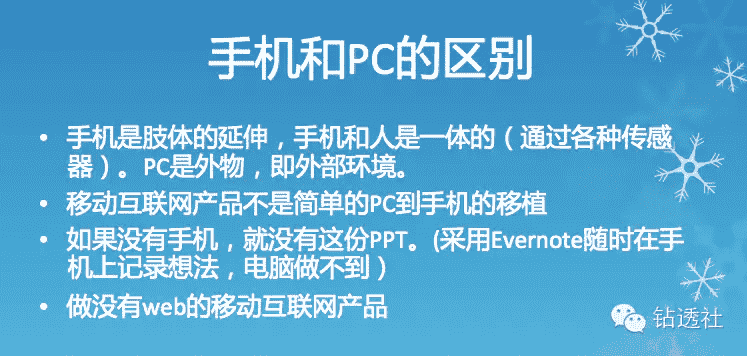 手机和PC的区别
• 手机是肢体的延伸，手机和人是一体的（通过各种传感
器）。PC是外物，即外部环境。
• 移动互联网产品不是简单的PC到手机的移植
• 如果没有手机，就没有这份PPT。(采用Evernote随时在手
机上记录想法，电脑做不到）
• 做没有web的移动互联网产品
钻透社